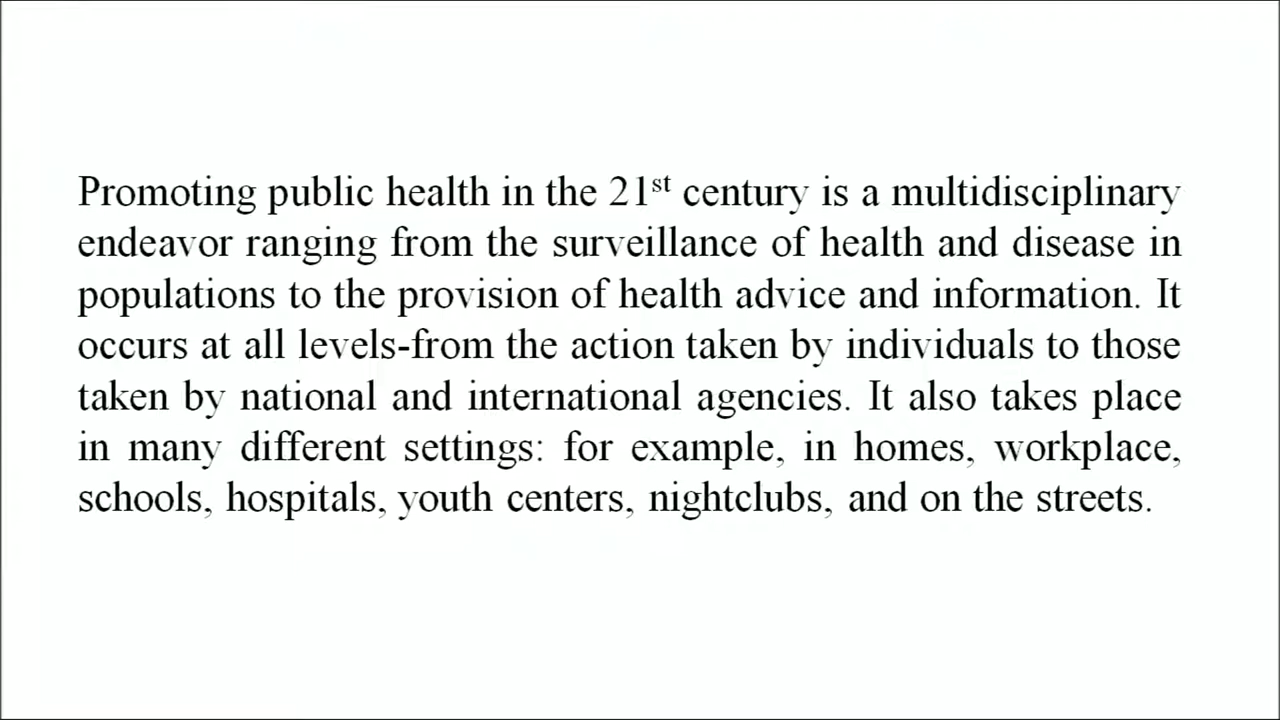 Promoting public health in the 21st century is a multidisciplinary
endeavor ranging from the surveillance of health and disease in
populations to the provision of health advice and information. It
occurs at all levels-from the action taken by individuals to those
taken by national and international agencies. It also takes place
in many different settings: for example, in homes, workplace,
schools, hospitals, youth centers, nightclubs, and on the streets.